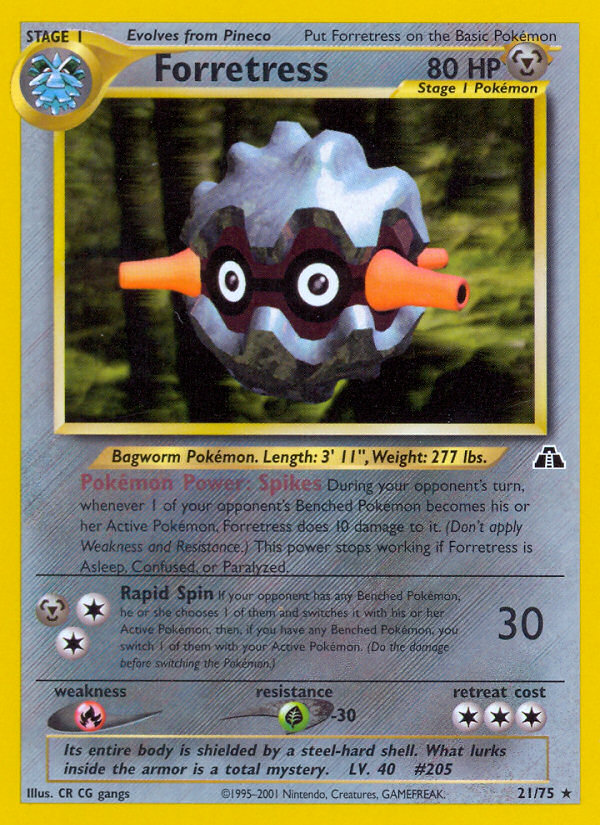 STAGE 1 Evolves from Pineco Put Forretress on the Basic Pokémon
Forretress 80 HP
Stage 1 Pokémon
Bagworm Pokémon. Length: 3' 11", Weight: 277 lbs.
Pokémon Power: Spikes During your opponent's turn,
whenever 1 of your opponent's Benched Pokémon becomes his or
her Active Pokémon, Forretress does 10 damage to it. (Don't apply
Weakness and Resistance.) This power stops working if Forretress is
Asleep, Confused, or Paralyzed.
Rapid Spin If your opponent has any Benched Pokémon,
he or she chooses 1 of them and switches it with his or her
Active Pokémon, then, if you have any Benched Pokémon, you
switch 1 of them with your Active Pokémon. (Do the damage
before switching the Pokémon.)
30
weakness resistance retreat cost
-30
Its entire body is shielded by a steel-hard shell. What lurks
inside the armor is a total mystery. LV. 40 #205
Illus. CR CG gangs ©1995-2001 Nintendo, Creatures, GAMEFREAK. 21/75 ★